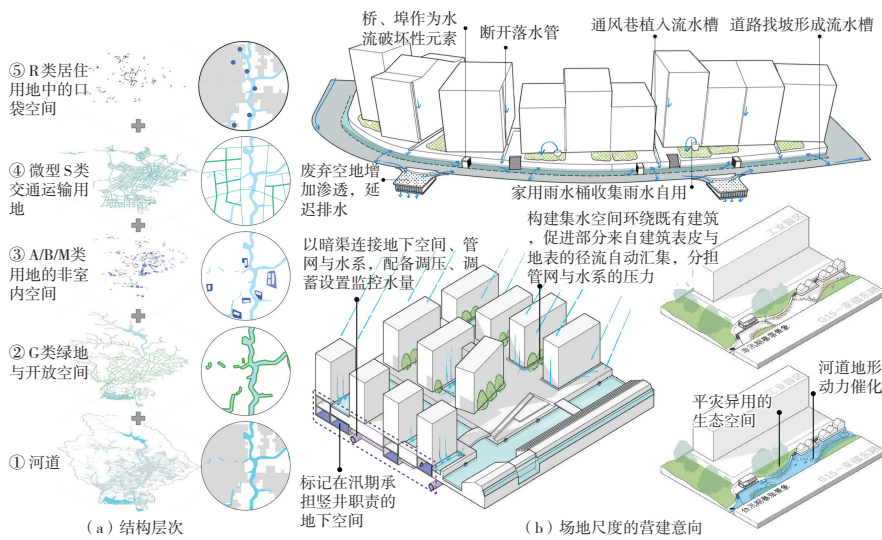 ⑤ R类居住
用地中的口
袋空间
④ 微型 S类
交通运输用
地
③ A/B/M类
用地的非室
内空间
② G类绿地
与开放空间
① 河道
（a）结构层次
桥、埠作为水
流破坏性元素
断开落水管
通风巷植入流水槽
道路找坡形成流水槽
废弃空地增
加渗透，延
迟排水
家用雨水桶收集雨水自用
以暗渠连接地下空间、管
网与水系，配备调压、调
蓄设置监控水量
构建集水空间环绕既有建筑
，促进部分来自建筑表皮与
地表的径流自动汇集，分担
管网与水系的压力
标记在汛期承
担竖井职责的
地下空间
工业园区
G15—常嘉东园
河道地形
动力催化
平灾异用的
生态空间
（b）场地尺度的营建意向